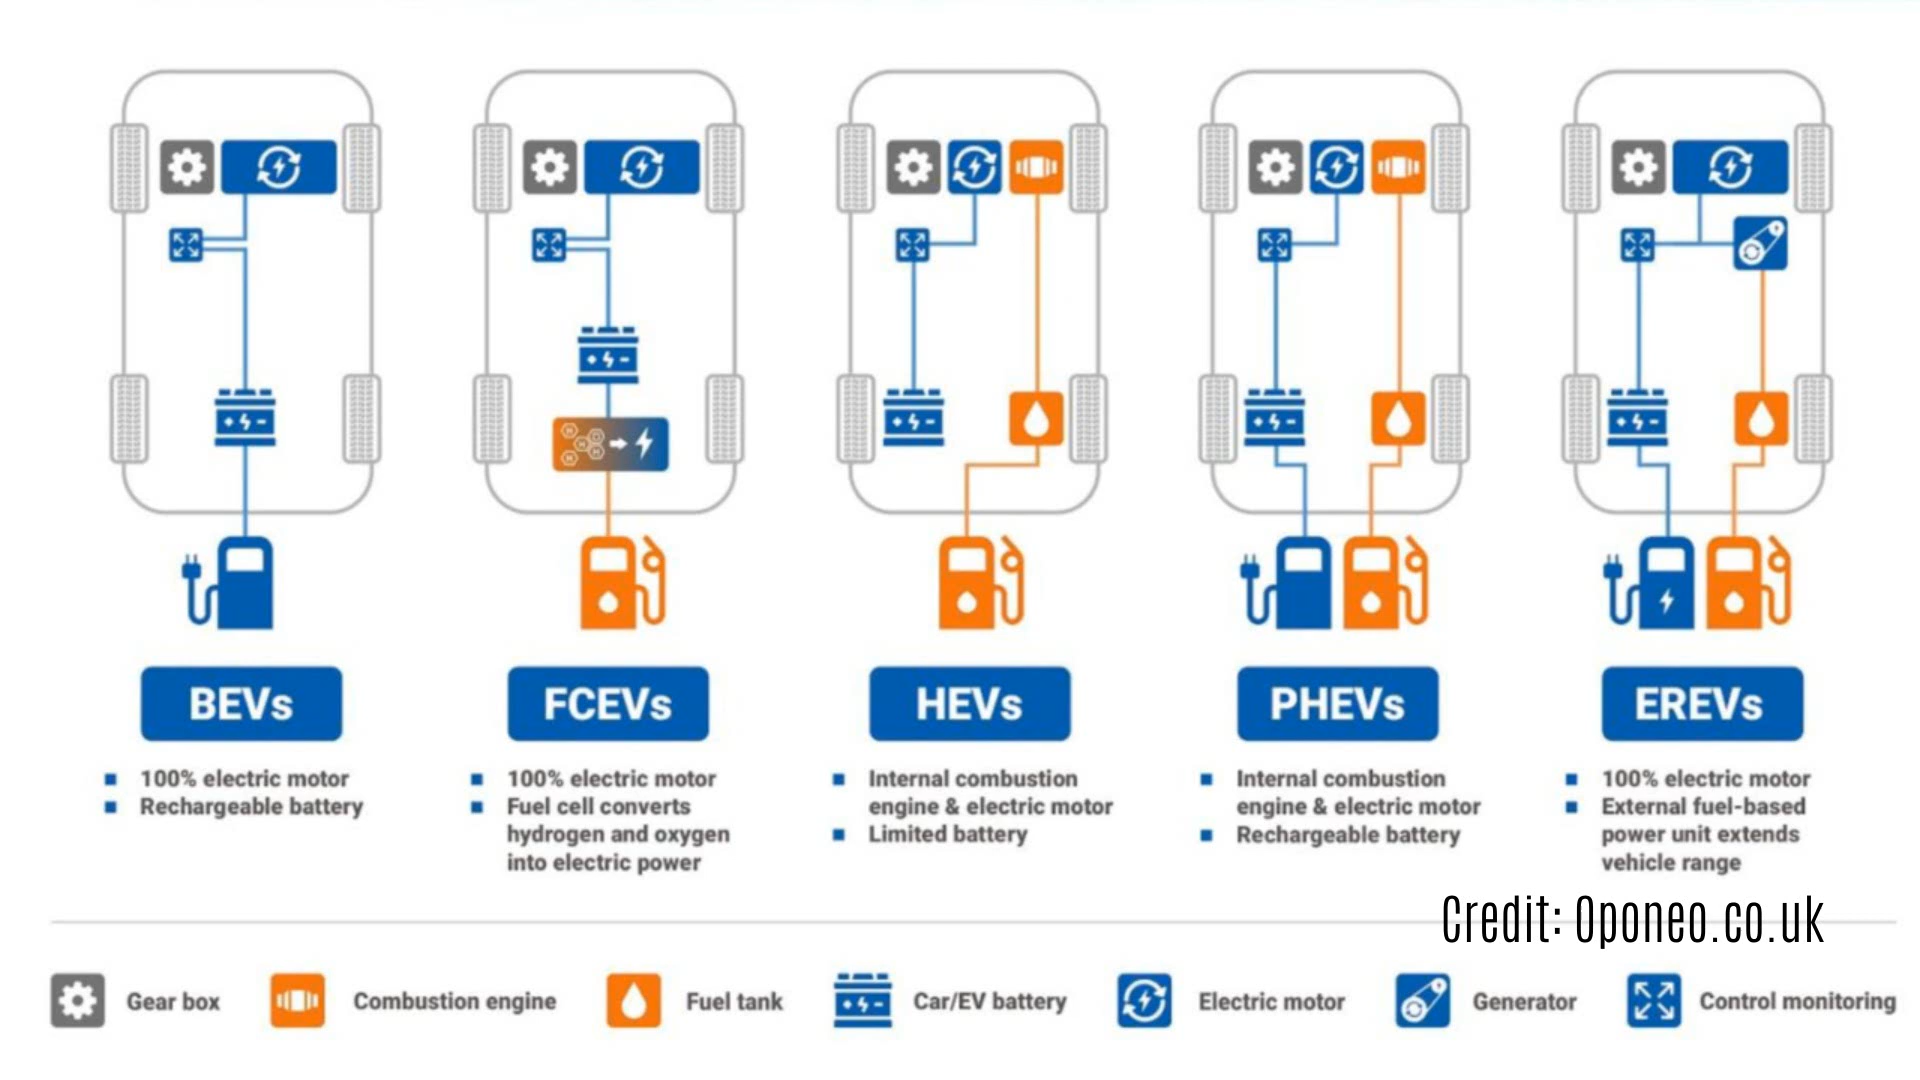 BEVs
100% electric motor
Rechargeable battery
FCEVs
100% electric motor
Fuel cell converts
hydrogen and oxygen
into electric power
HEVs
Internal combustion
engine & electric motor
Limited battery
PHEVs
Internal combustion
engine & electric motor
Rechargeable battery
EREVs
100% electric motor
External fuel-based
power unit extends
vehicle range
Credit: Oponeo.co.uk
Gear box
Combustion engine
Fuel tank
Car/EV battery
Electric motor
Generator
Control monitoring